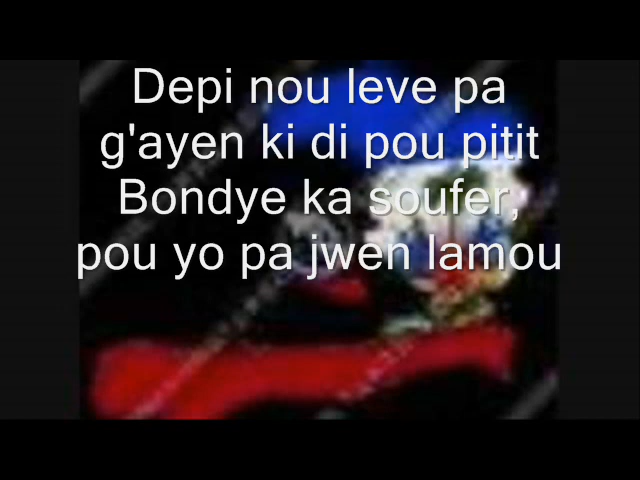 Depi nou leve pa
g'ayen ki di pou pitit
Bondye ka soufer,
pou yo pa jwen lamou